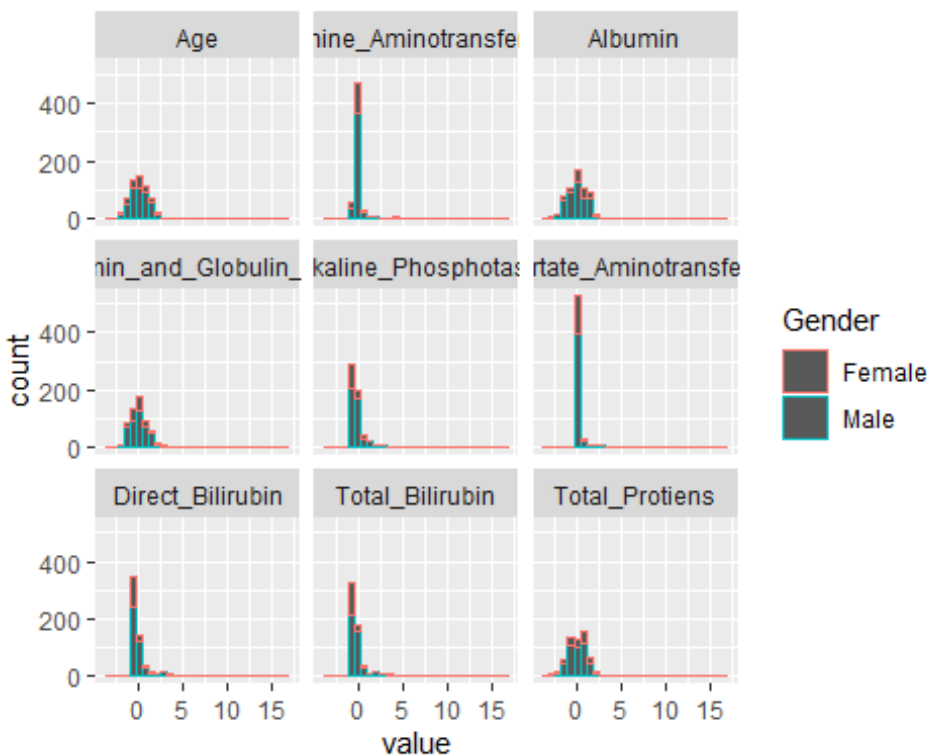 Age
nine_Aminotransfe
Albumin
min_and_Globulin_
kaline_Phosphotas
rtate_Aminotransfe
Direct_Bilirubin
Total_Bilirubin
Total_Protiens
400
200
0
400
200
0
400
200
0
0 5 10 15
0 5 10 15
0 5 10 15
count
value
Gender
Female
Male